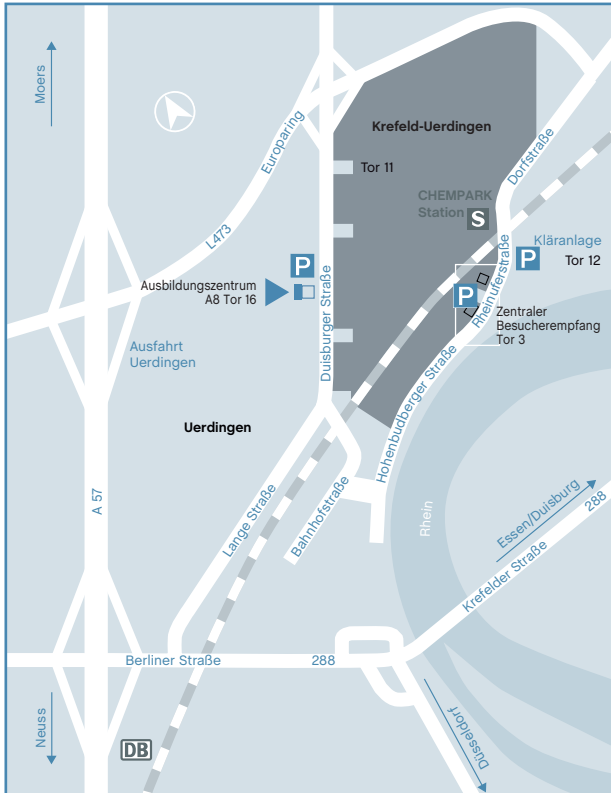 Moers
Krefeld-Uerdingen
Europaring
Tor 11
Dorfstraße
CHEMPARK
Station
S
L473
Kläranlage
P
Tor 12
P
Rheinuferstraße
Ausbildungszentrum
A8 Tor 16
P
Zentraler
Besucherempfang
Tor 3
Duisburger Straße
Ausfahrt
Uerdingen
Hohenbudberger Straße
Uerdingen
A 57
Lange Straße
Bahnhofstraße
Rhein
Essen/Duisburg
288
Krefelder Straße
Berliner Straße
288
Neuss
DB
Düsseldorf